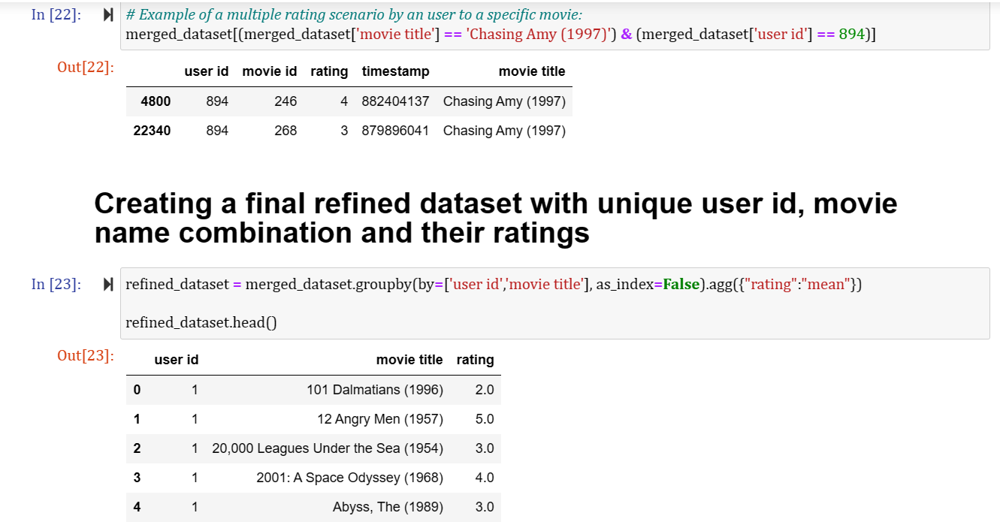 In [22]:
# Example of a multiple rating scenario by an user to a specific movie:
merged_dataset[(merged_dataset['movie title'] == 'Chasing Amy (1997)') & (merged_dataset['user id'] == 894)]
Out[22]:
user id movie id rating timestamp movie title
4800 894 246 4 882404137 Chasing Amy (1997)
22340 894 268 3 879896041 Chasing Amy (1997)
Creating a final refined dataset with unique user id, movie
name combination and their ratings
In [23]:
refined_dataset = merged_dataset.groupby(by=['user id','movie title'], as_index=False).agg({"rating":"mean"})
refined_dataset.head()
Out[23]:
user id movie title rating
0 1 101 Dalmatians (1996) 2.0
1 1 12 Angry Men (1957) 5.0
2 1 20,000 Leagues Under the Sea (1954) 3.0
3 1 2001: A Space Odyssey (1968) 4.0
4 1 Abyss, The (1989) 3.0